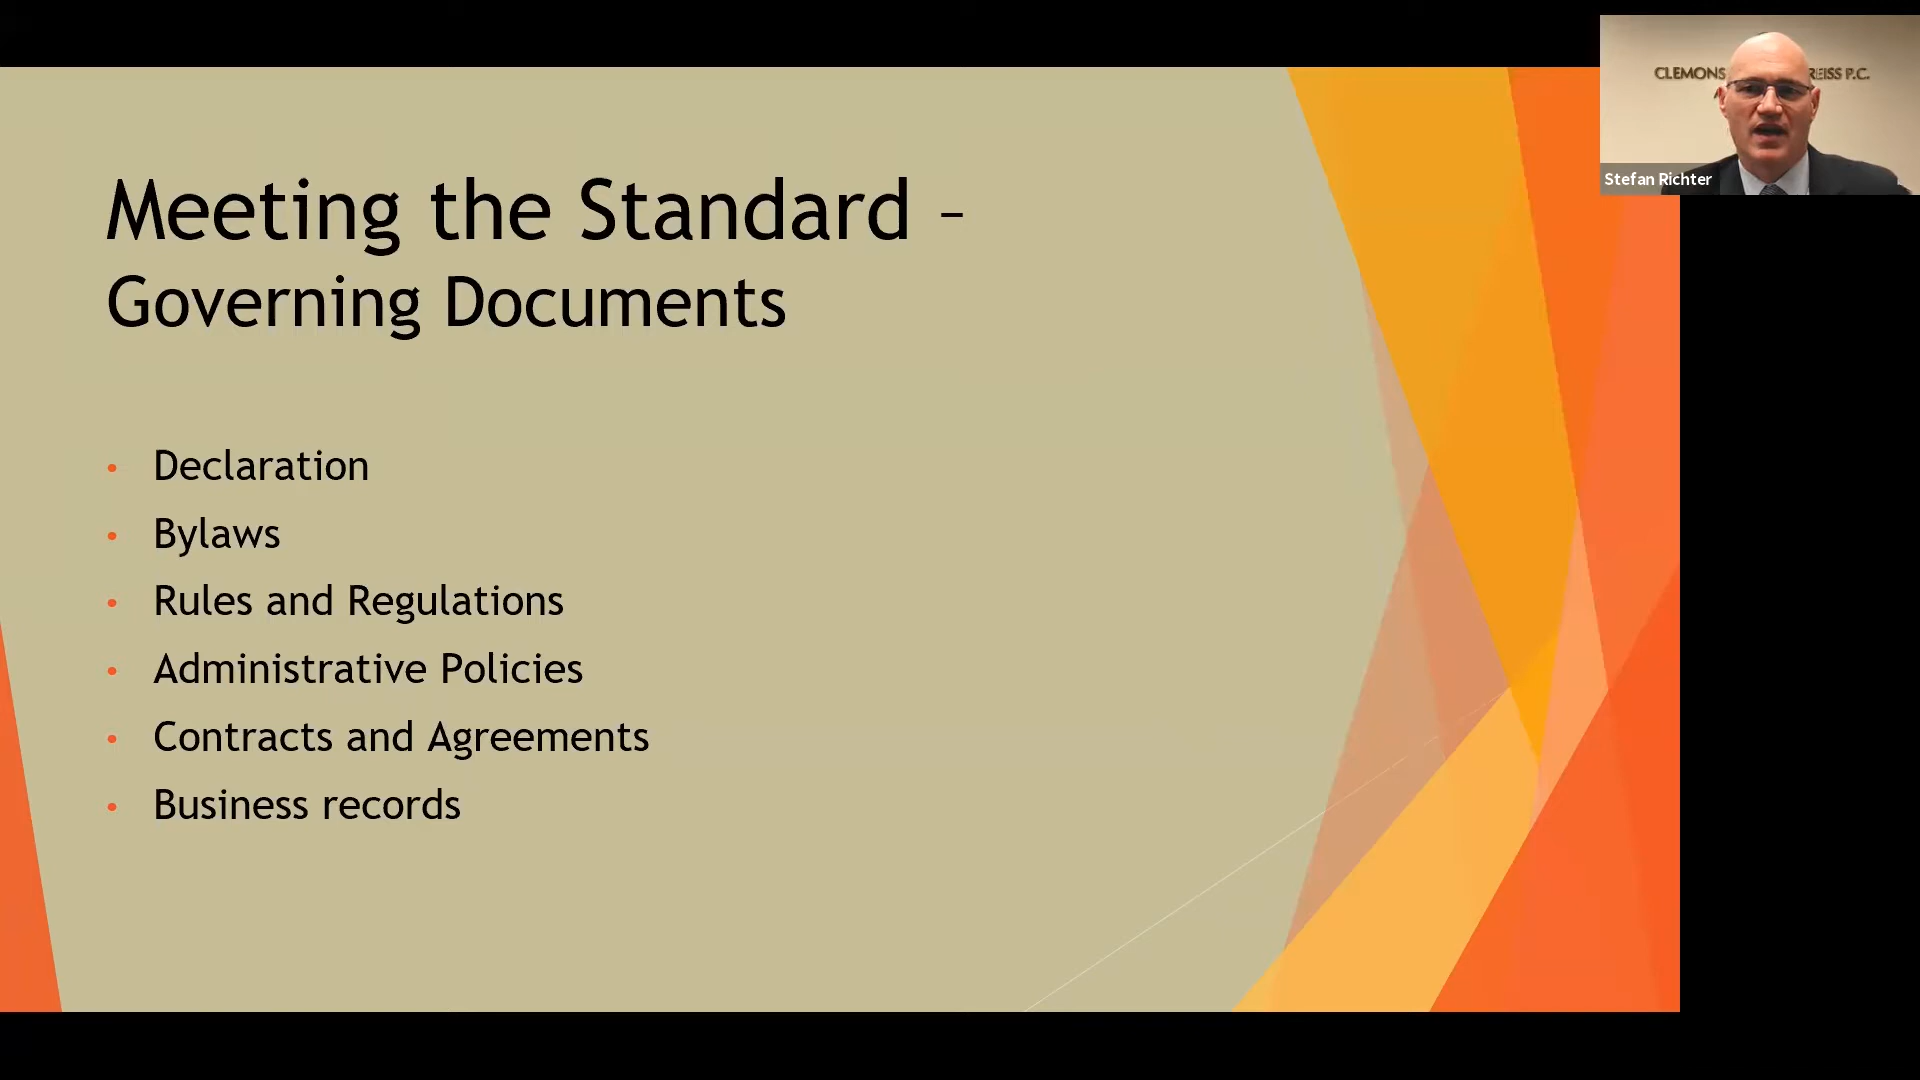 CLEMONS REISS P.C.
Stefan Richter
Meeting the Standard –
Governing Documents
• Declaration
• Bylaws
• Rules and Regulations
• Administrative Policies
• Contracts and Agreements
• Business records